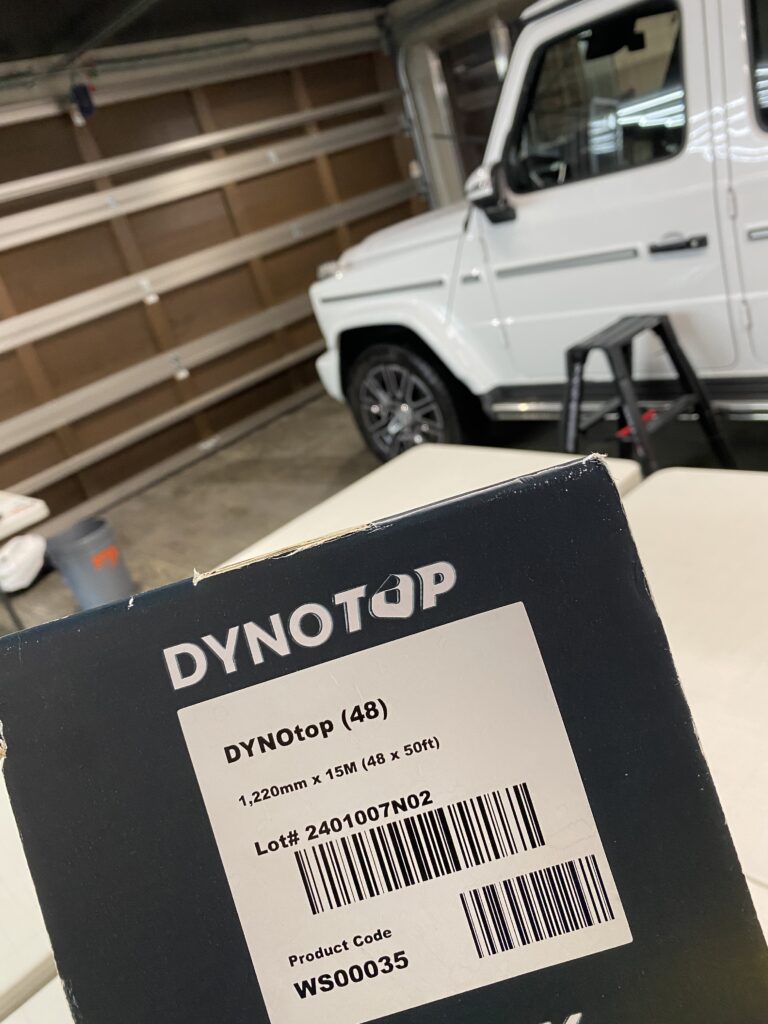 DYNOTOP
DYNOtop (48)
1,220mm x 15M (48 x 50ft)
Lot# 2401007N02
Product Code
WS00035